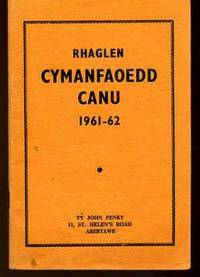 RHAGLEN
CYMANFAOEDD
CANU
1961-62
TY JOHN PENRY
11, ST. HELEN'S ROAD
ABERTAWE